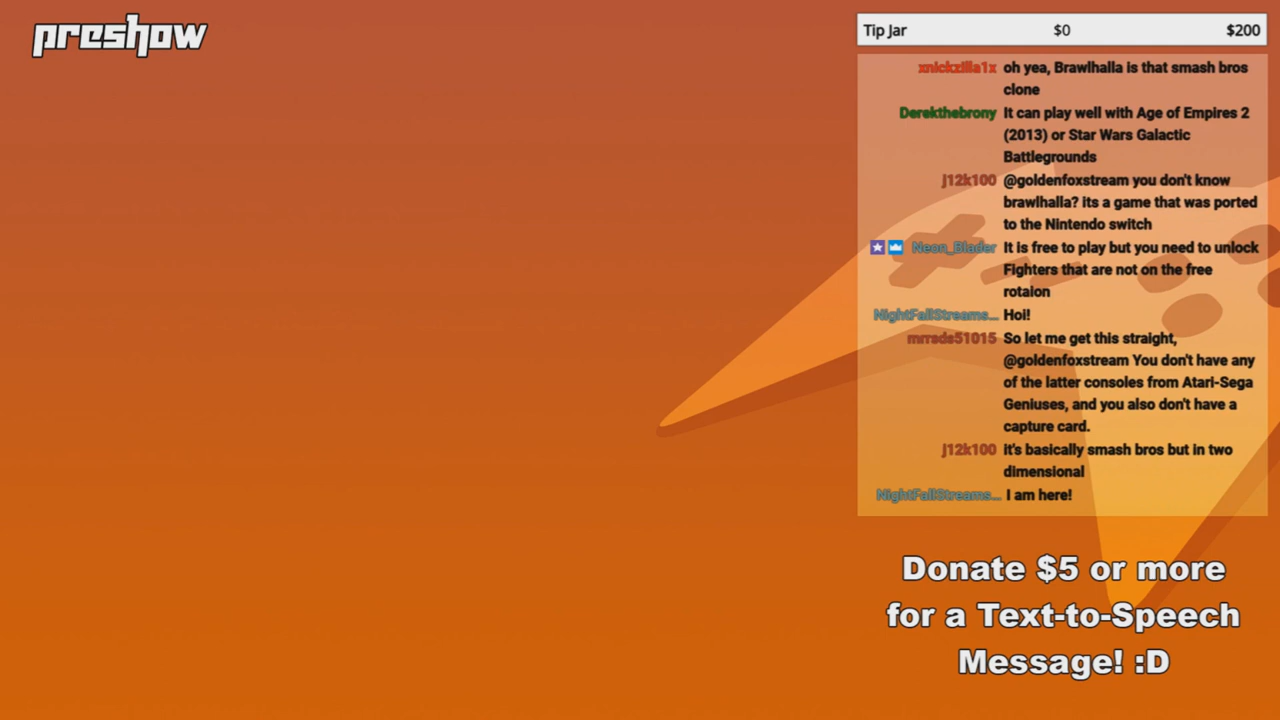 preshow
Tip Jar $0 $200
xnickzilla1x oh yea, Brawlhalla is that smash bros
clone
Derekthebrony It can play well with Age of Empires 2
(2013) or Star Wars Galactic
Battlegrounds
j12k100 @goldenfoxstream you don't know
brawlhalla? its a game that was ported
to the Nintendo switch
Neon_Blader It is free to play but you need to unlock
Fighters that are not on the free
rotaion
NightFallStreams... Hoi!
mrrsds51015 So let me get this straight,
@goldenfoxstream You don't have any
of the latter consoles from Atari-Sega
Geniuses, and you also don't have a
capture card.
j12k100 it's basically smash bros but in two
dimensional
NightFallStreams... I am here!
Donate $5 or more
for a Text-to-Speech
Message! :D